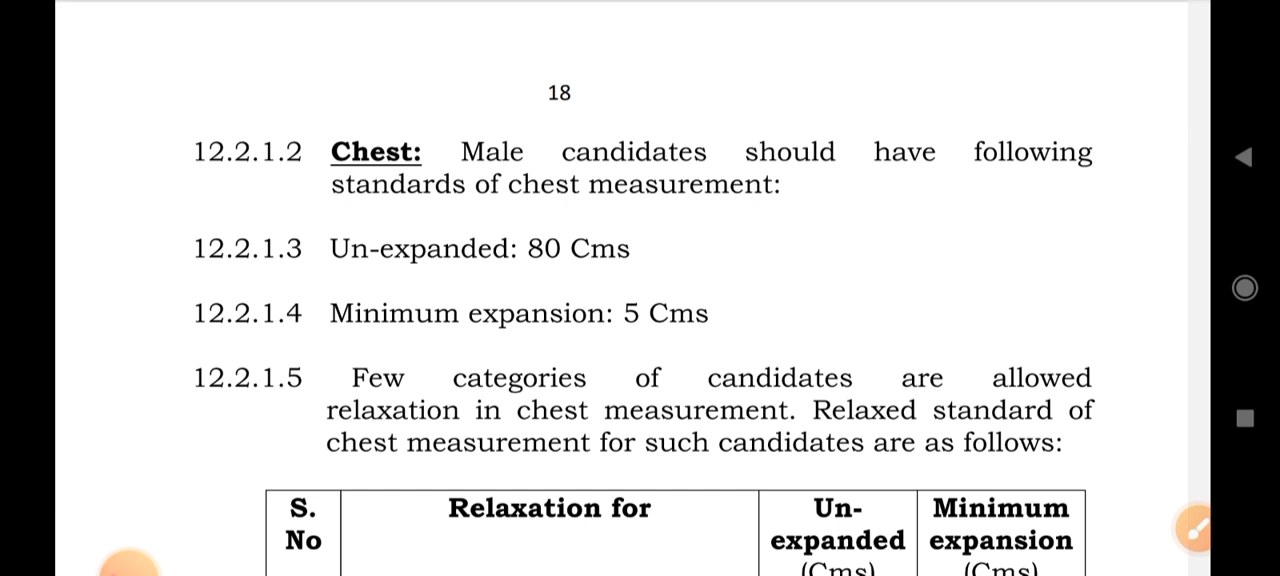 18
12.2.1.2 Chest: Male candidates should have following
standards of chest measurement:
12.2.1.3 Un-expanded: 80 Cms
12.2.1.4 Minimum expansion: 5 Cms
12.2.1.5 Few categories of candidates are allowed
relaxation in chest measurement. Relaxed standard of
chest measurement for such candidates are as follows:
S. Relaxation for Un- Minimum
No expanded expansion
(Cms) (Cms)